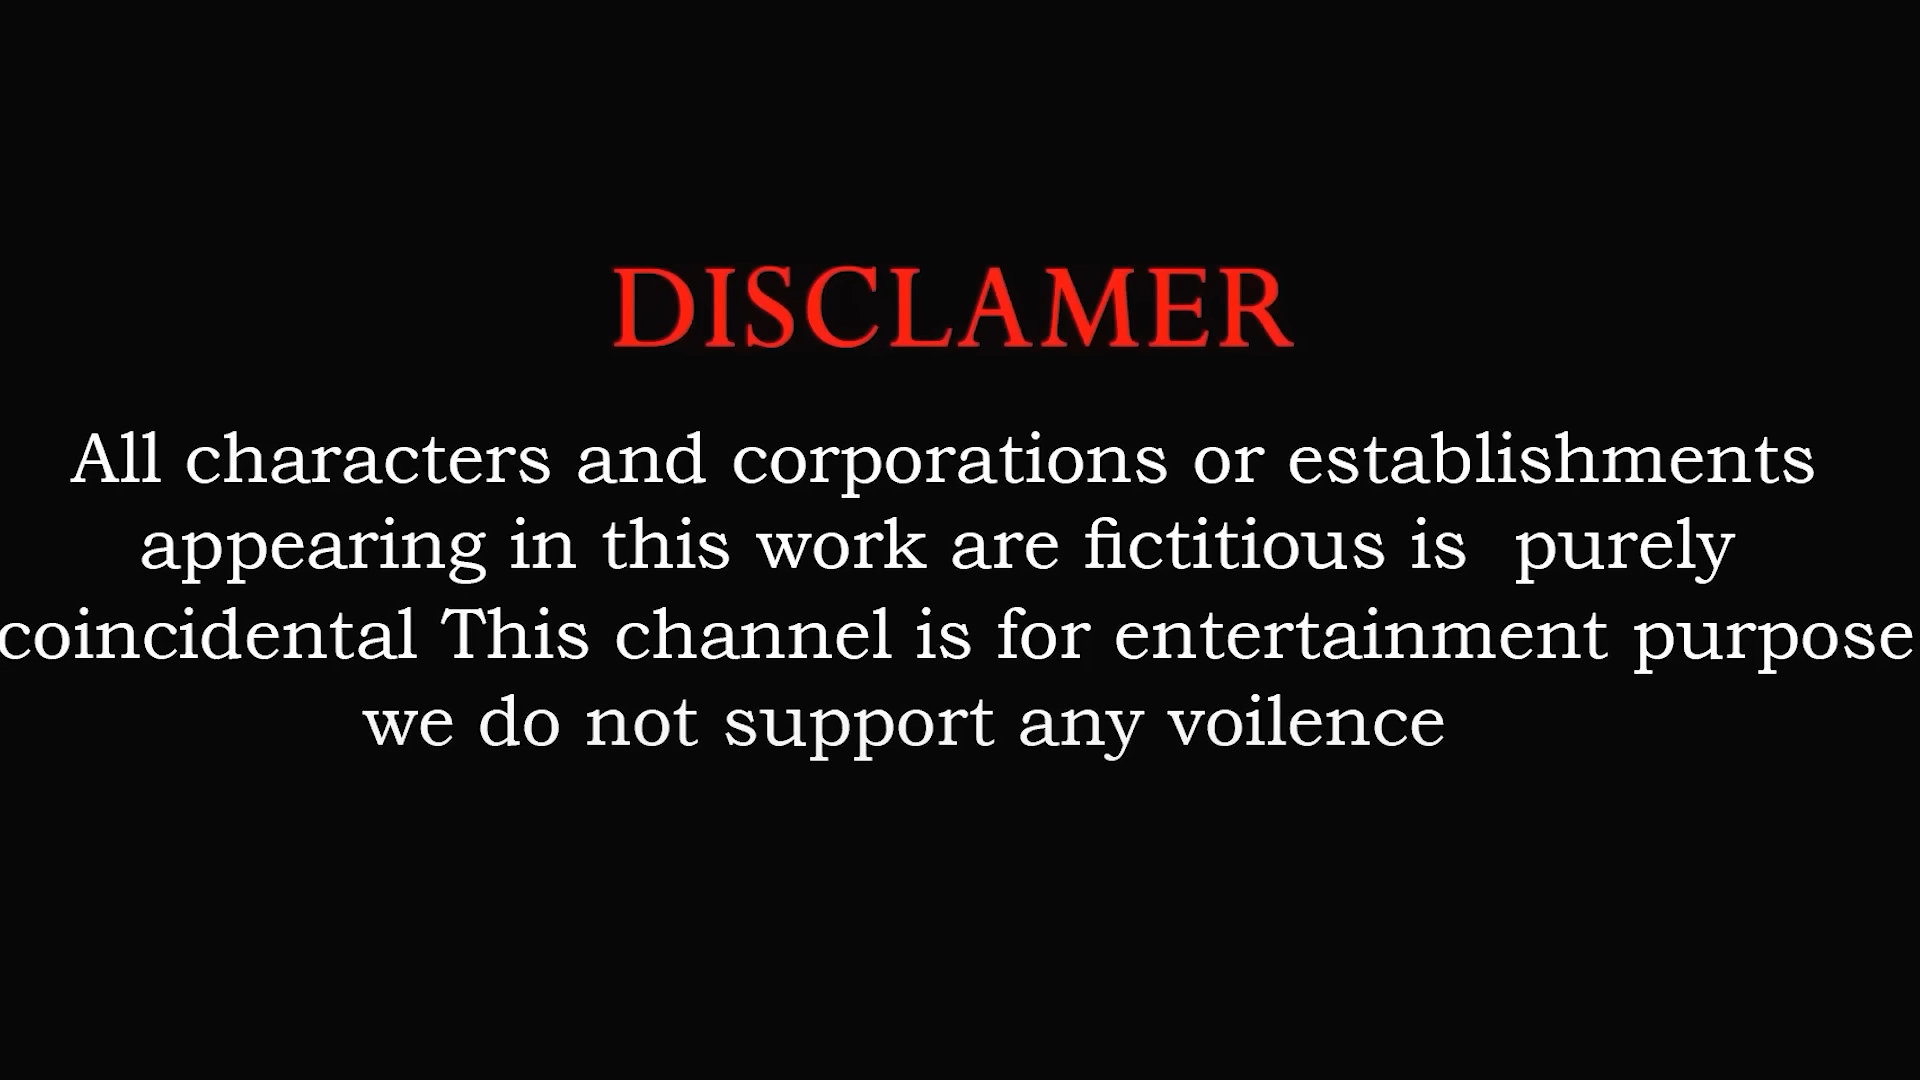 DISCLAMER
All characters and corporations or establishments
appearing in this work are fictitious is  purely
coincidental This channel is for entertainment purpose
we do not support any voilence